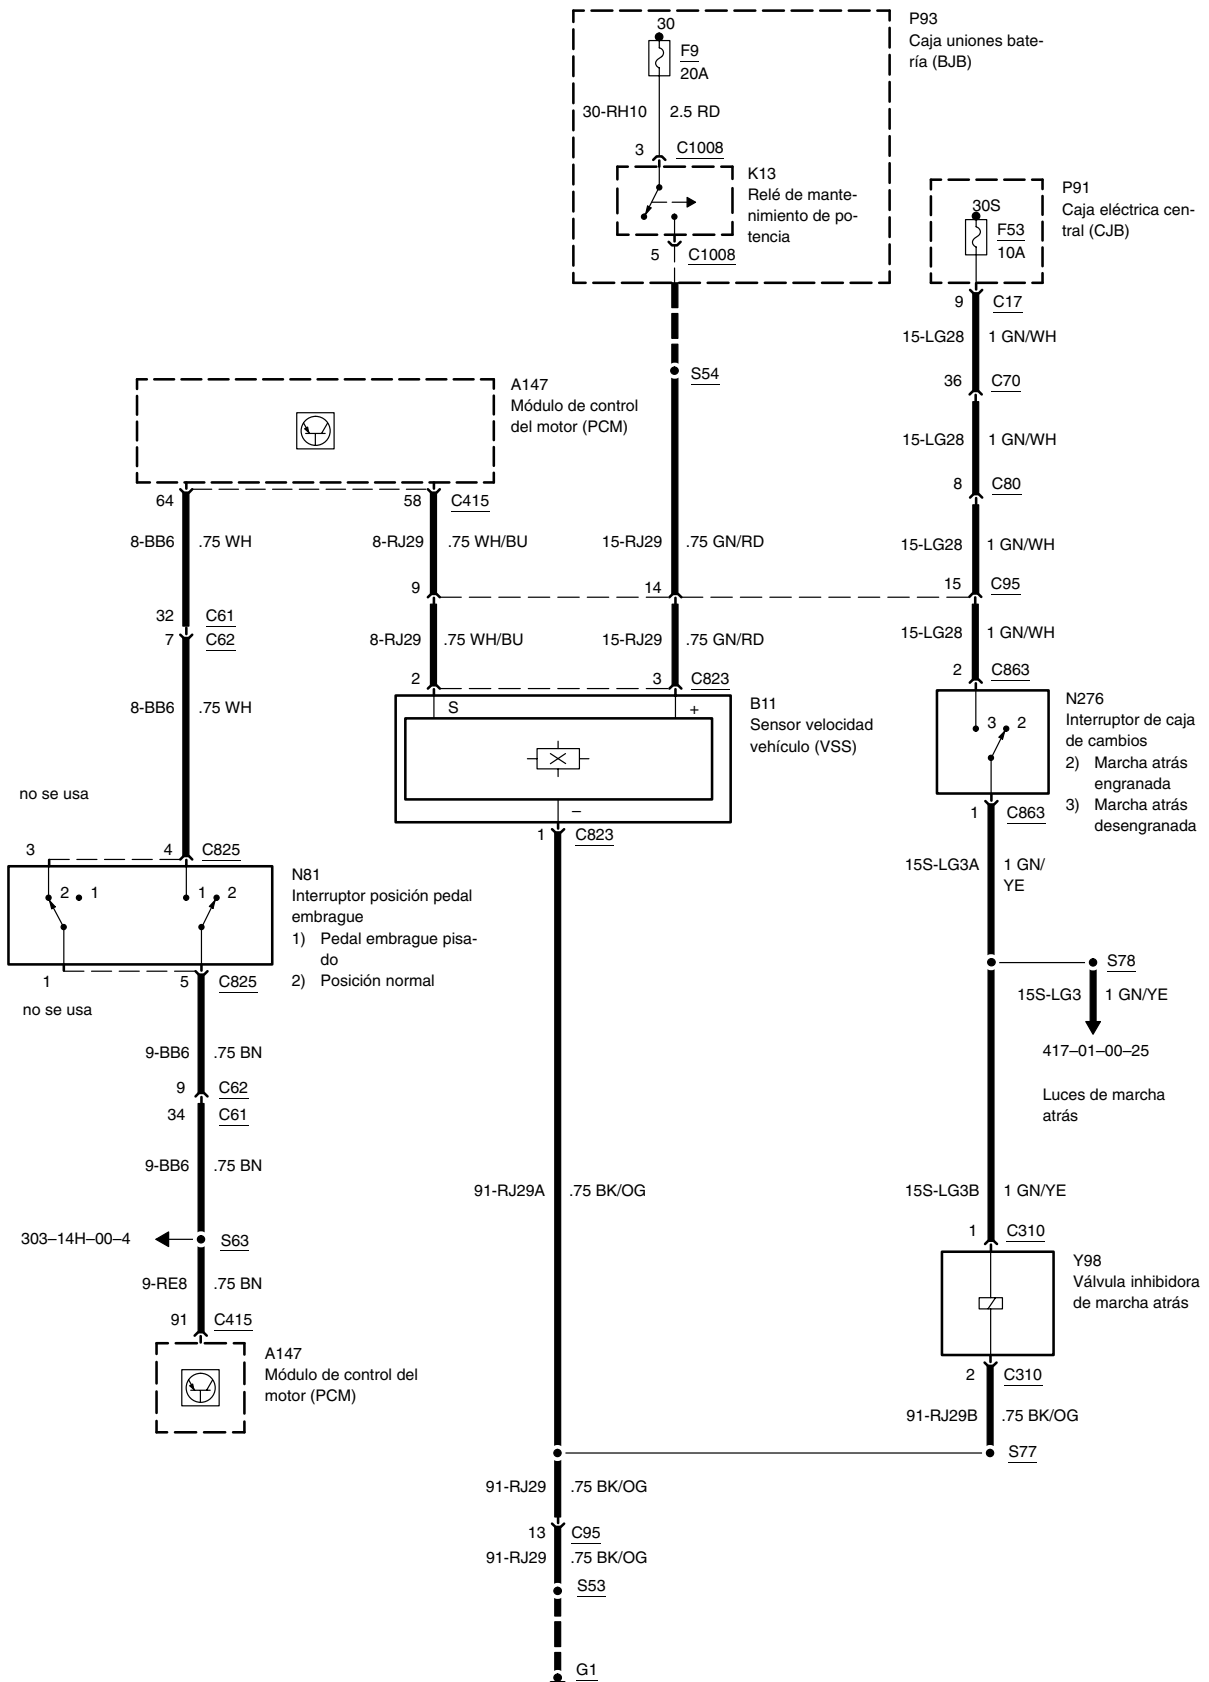 P93
Caja uniones bate-
ría (BJB)
30
F9
20A
30-RH10 2.5 RD
3 C1008
K13
Relé de mante-
nimiento de po-
tencia
5 C1008
P91
Caja eléctrica cen-
tral (CJB)
30S
F53
10A
9 C17
15-LG28 1 GN/WH
S54
36 C70
A147
Módulo de control
del motor (PCM)
15-LG28 1 GN/WH
8 C80
64 58 C415
8-BB6 .75 WH 8-RJ29 .75 WH/BU 15-RJ29 .75 GN/RD 15-LG28 1 GN/WH
9 14 15 C95
32 C61
7 C62
8-RJ29 .75 WH/BU 15-RJ29 .75 GN/RD 15-LG28 1 GN/WH
2 3 C823 2 C863
8-BB6 .75 WH
S +
B11
Sensor velocidad
vehículo (VSS)
3 2
N276
Interruptor de caja
de cambios
2) Marcha atrás
engranada
3) Marcha atrás
desengranada
no se usa
–
1 C823
1 C863
3 4 C825
15S-LG3A 1 GN/
YE
2 1 1 2
N81
Interruptor posición pedal
embrague
1) Pedal embrague pisa-
do
2) Posición normal
1 5 C825
no se usa
S78
15S-LG3 1 GN/YE
417–01–00–25
Luces de marcha
atrás
9-BB6 .75 BN
9 C62
34 C61
9-BB6 .75 BN
91-RJ29A .75 BK/OG
15S-LG3B 1 GN/YE
1 C310
303–14H–00–4 S63
Y98
Válvula inhibidora
de marcha atrás
9-RE8 .75 BN
91 C415
A147
Módulo de control del
motor (PCM)
2 C310
91-RJ29B .75 BK/OG
S77
91-RJ29 .75 BK/OG
13 C95
91-RJ29 .75 BK/OG
S53
G1